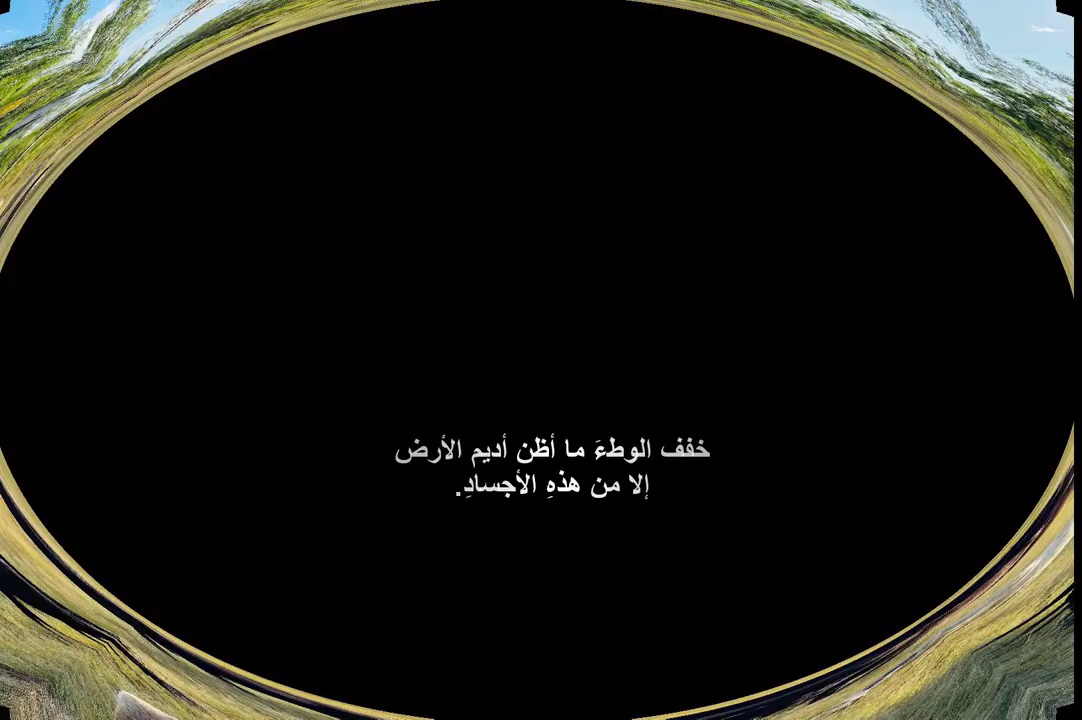 خفف الوطءَ ما أظن أديم الأرض
إلا من هذهِ الأجسادِ.